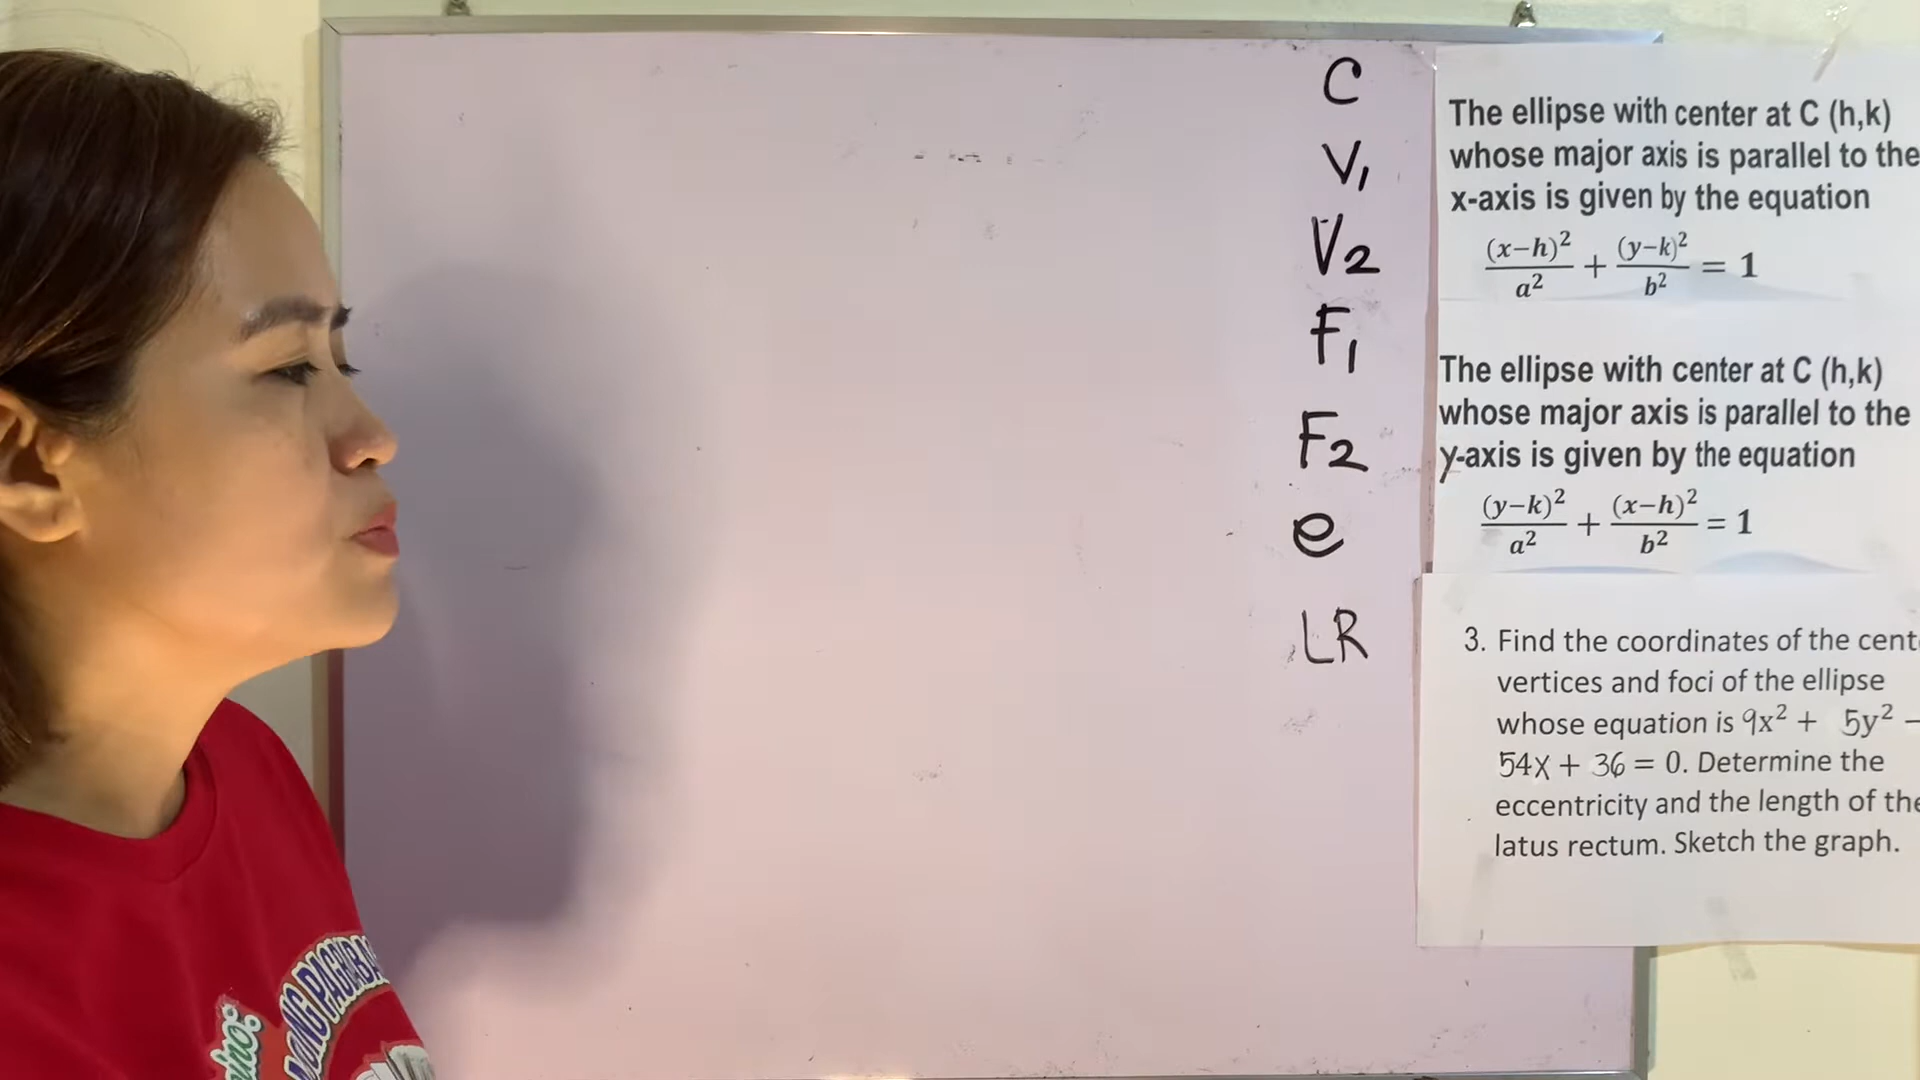 C
V1
V2
F1
F2
e
LR
The ellipse with center at C (h,k)
whose major axis is parallel to the
x-axis is given by the equation
(x−h)²/a² + (y−k)²/b² = 1
The ellipse with center at C (h,k)
whose major axis is parallel to the
y-axis is given by the equation
(y−k)²/a² + (x−h)²/b² = 1
3. Find the coordinates of the
vertices and foci of the ellipse
whose equation is 9x² + 5y² −
54x + 36 = 0. Determine the
eccentricity and the length of the
latus rectum. Sketch the graph.